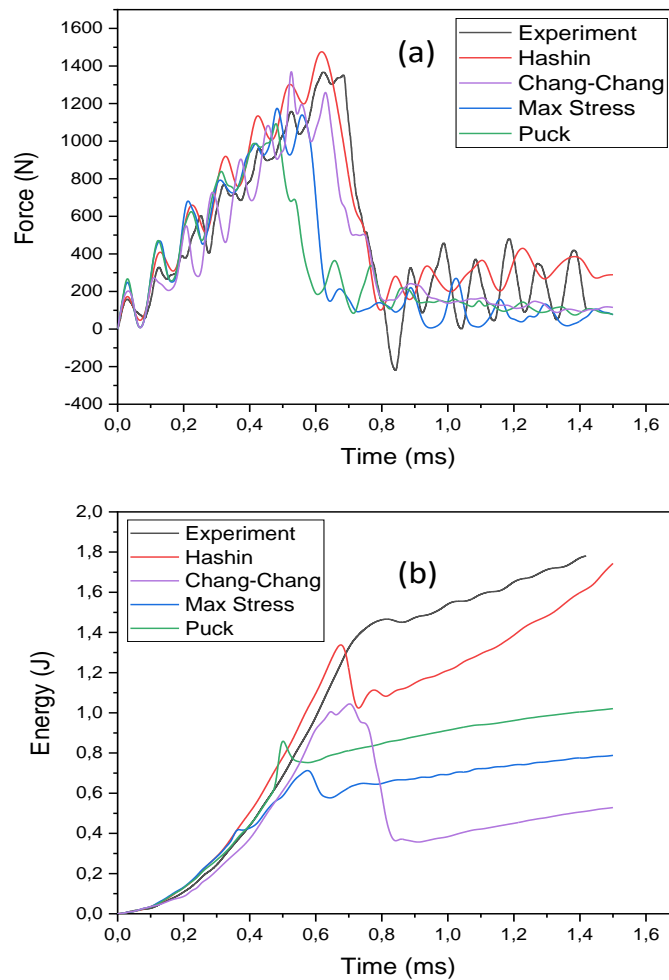 (a)
Experiment
Hashin
Chang-Chang
Max Stress
Puck
Force (N)
1600
1400
1200
1000
800
600
400
200
0
-200
-400
0,0 0,2 0,4 0,6 0,8 1,0 1,2 1,4 1,6
Time (ms)
(b)
Experiment
Hashin
Chang-Chang
Max Stress
Puck
Energy (J)
2,0
1,8
1,6
1,4
1,2
1,0
0,8
0,6
0,4
0,2
0,0
0,0 0,2 0,4 0,6 0,8 1,0 1,2 1,4 1,6
Time (ms)